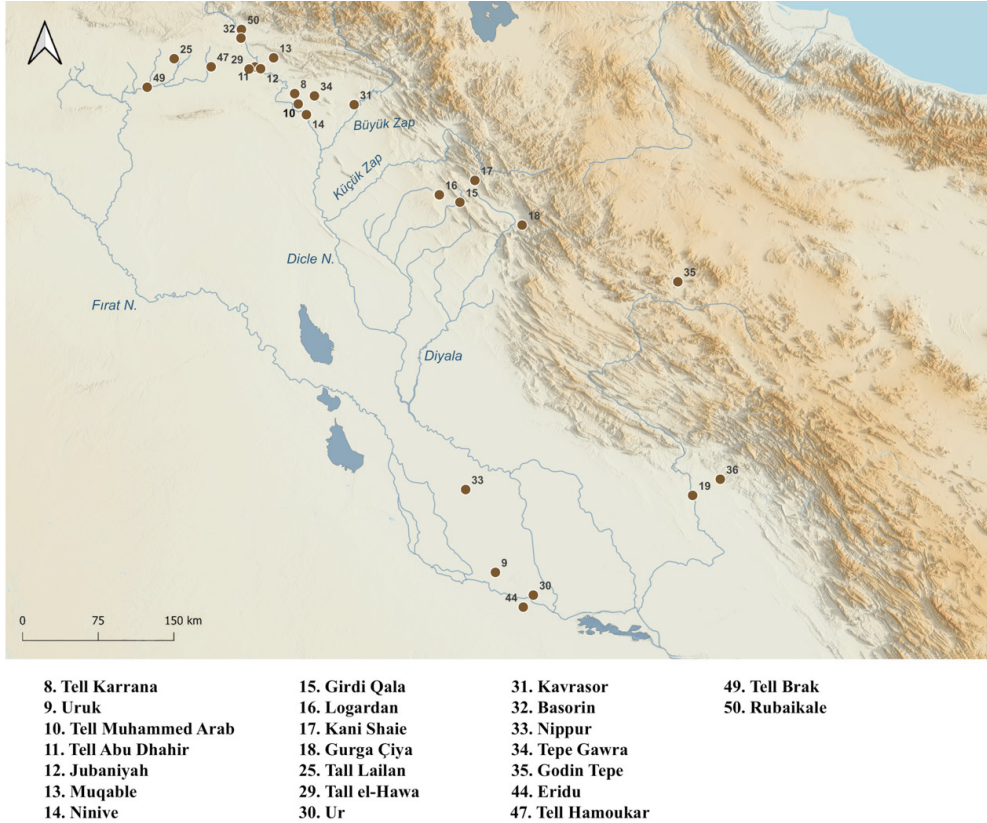 50
32
13
25
47
29
11
12
49
8
34
31
10
14
Büyük Zap
Küçük Zap
17
16
15
18
Dicle N.
35
Fırat N.
Diyala
36
33
19
9
30
44
0 75 150 km
8. Tell Karrana
9. Uruk
10. Tell Muhammed Arab
11. Tell Abu Dhahir
12. Jubaniyah
13. Muqable
14. Ninive
15. Girdi Qala
16. Logardan
17. Kani Shaie
18. Gurga Çiya
25. Tall Lailan
29. Tall el-Hawa
30. Ur
31. Kavrasor
32. Basorin
33. Nippur
34. Tepe Gawra
35. Godin Tepe
44. Eridu
47. Tell Hamoukar
49. Tell Brak
50. Rubaikale